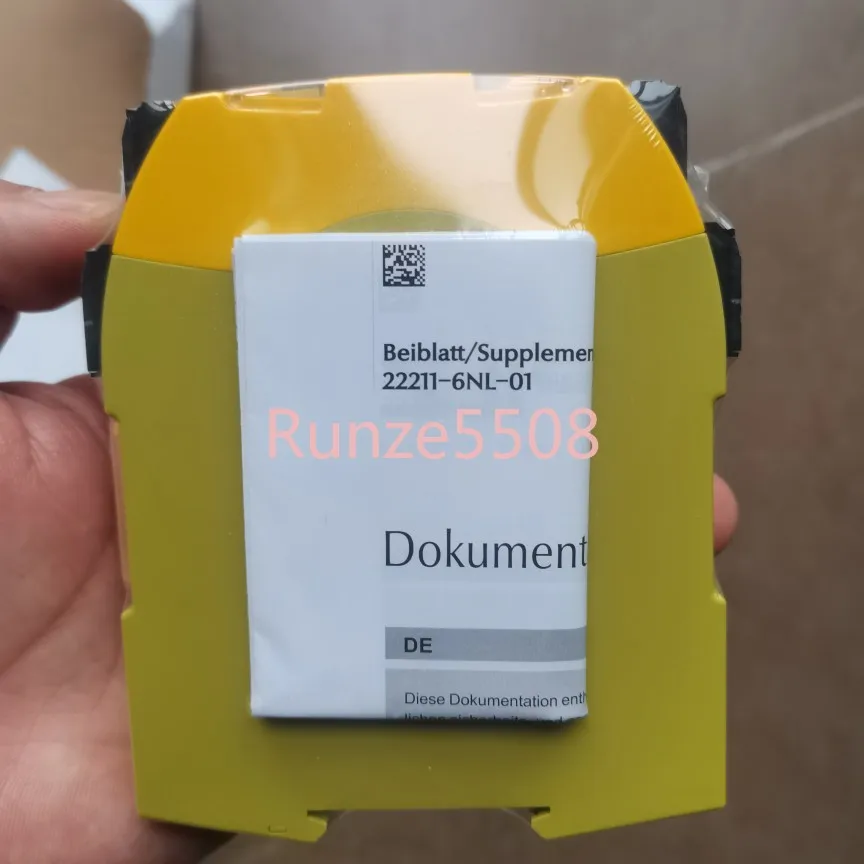 Beiblatt/Supplemen
22211-6NL-01
Runze5508
Dokument
DE
Diese Dokumentation enth